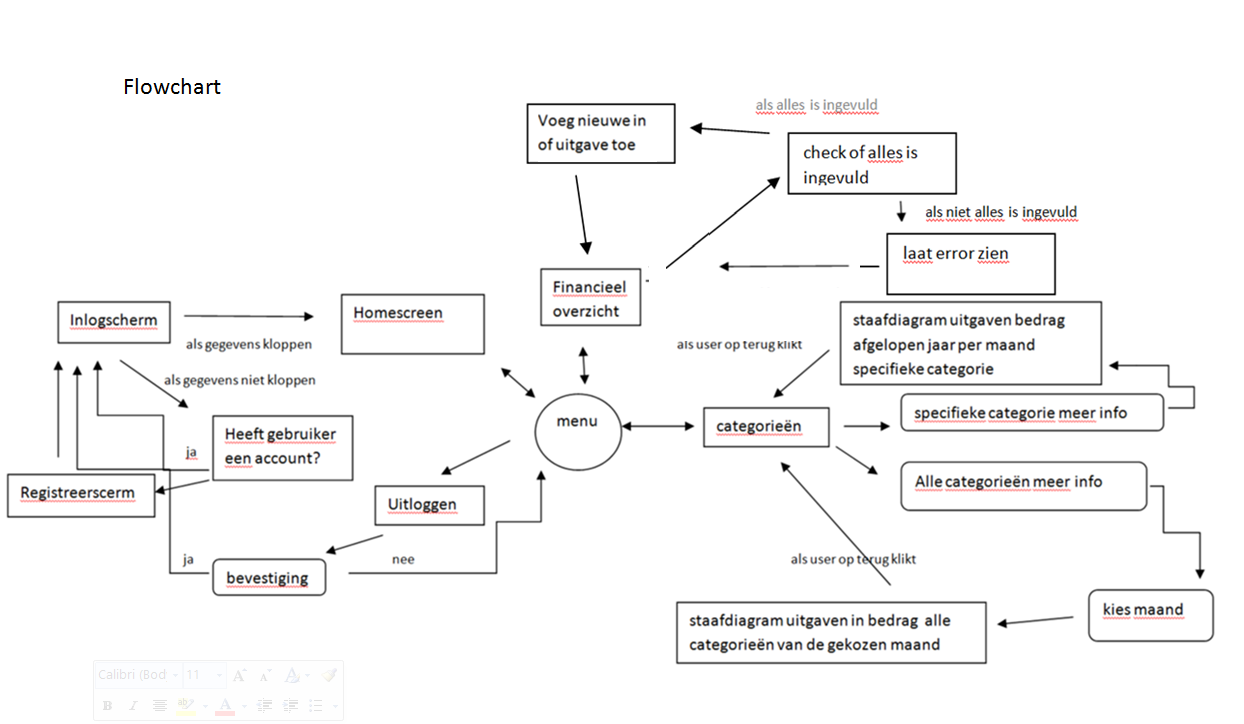 Flowchart
Voeg nieuwe in
of uitgave toe
als alles is ingevuld
check of alles is
ingevuld
als niet alles is ingevuld
laat error zien
Financieel
overzicht
Inlogscherm
als gegevens kloppen
Homescreen
als gegevens niet kloppen
Heeft gebruiker
een account?
ja
Registreerscerm
menu
Uitloggen
ja
bevestiging
nee
als user op terug klikt
staafdiagram uitgaven bedrag
afgelopen jaar per maand
specifieke categorie
categorieën
specifieke categorie meer info
Alle categorieën meer info
als user op terug klikt
kies maand
staafdiagram uitgaven in bedrag alle
categorieën van de gekozen maand
Calibri (Bod 11 A A A
B I A